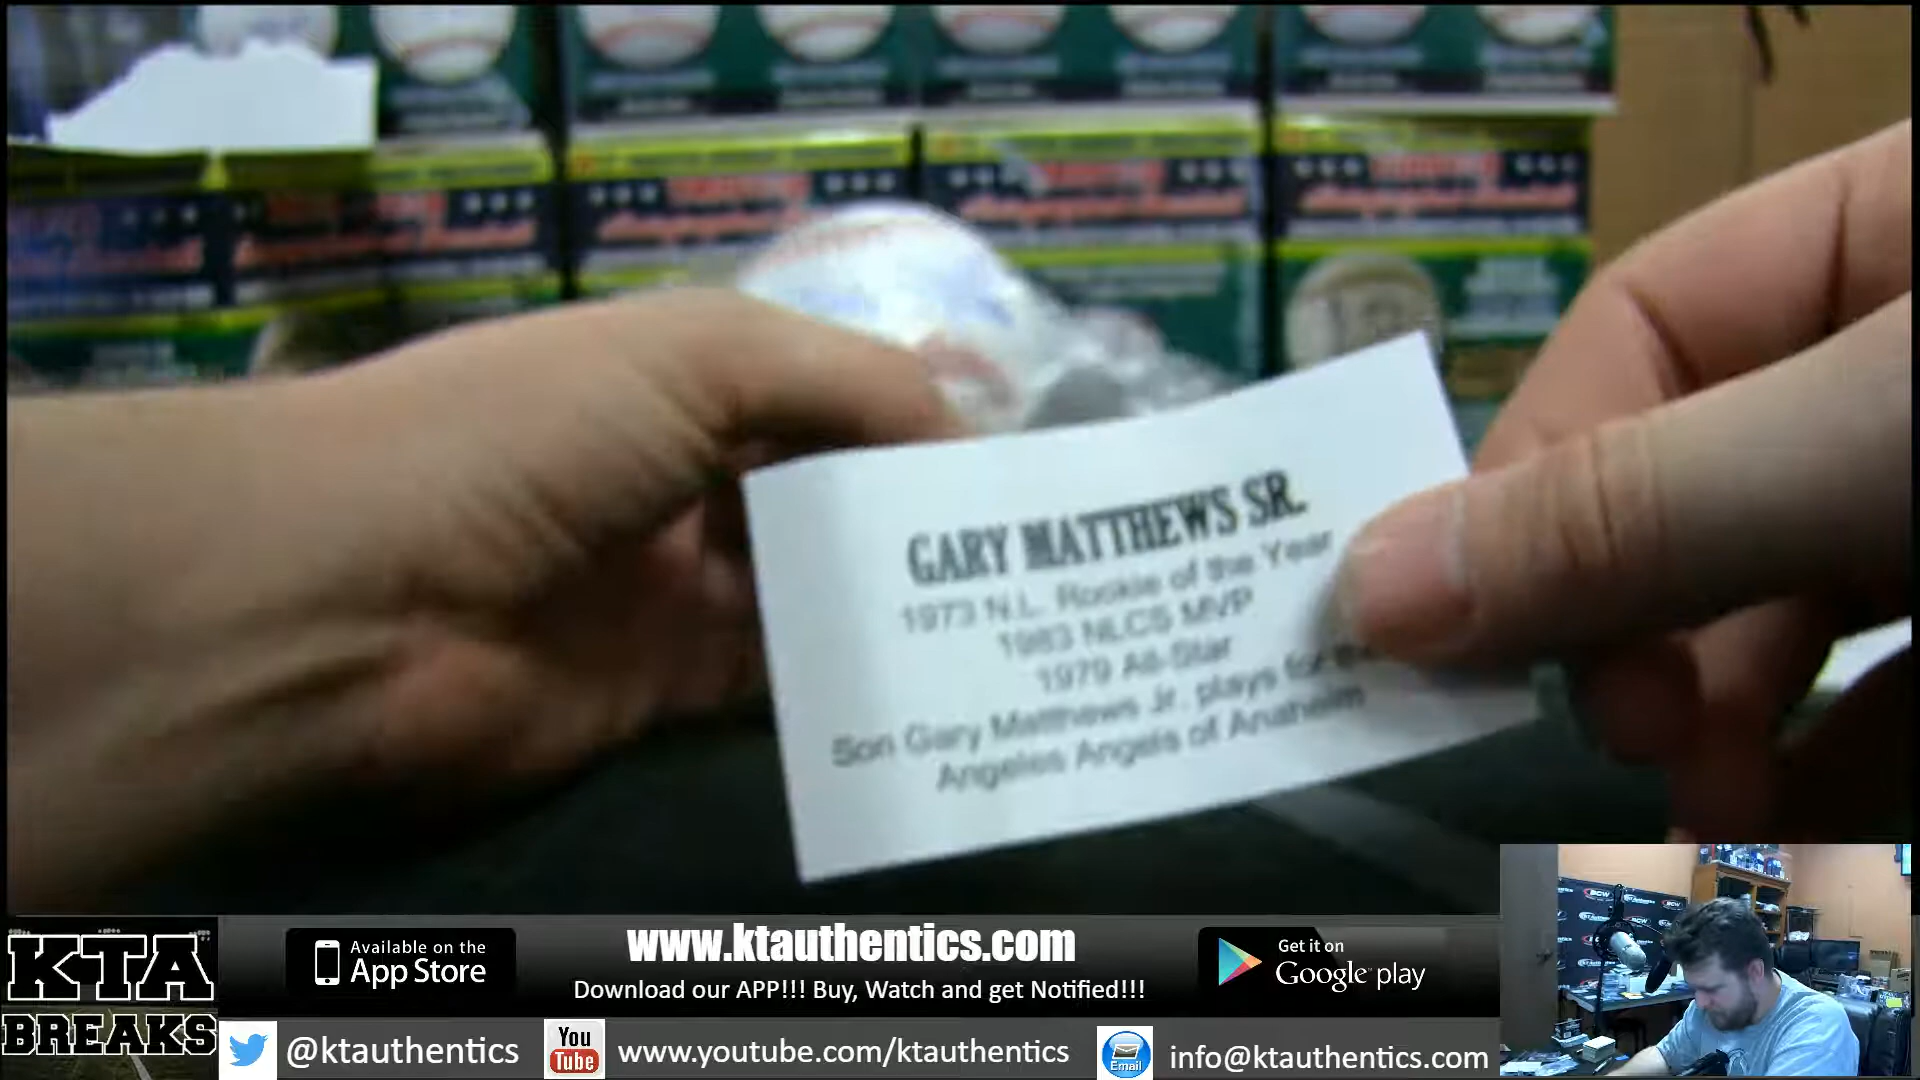 GARY MATTHEWS SR.
1973 N.L. Rookie of the Year
1983 NLCS MVP
1979 All-Star
Son Gary Matthews Jr. plays for the
Angeles Angels of Anaheim
KTA
BREAKS
Available on the
App Store
www.ktauthentics.com
Download our APP!!! Buy, Watch and get Notified!!!
Get it on
Google play
@ktauthentics
You
Tube
www.youtube.com/ktauthentics
Email
info@ktauthentics.com